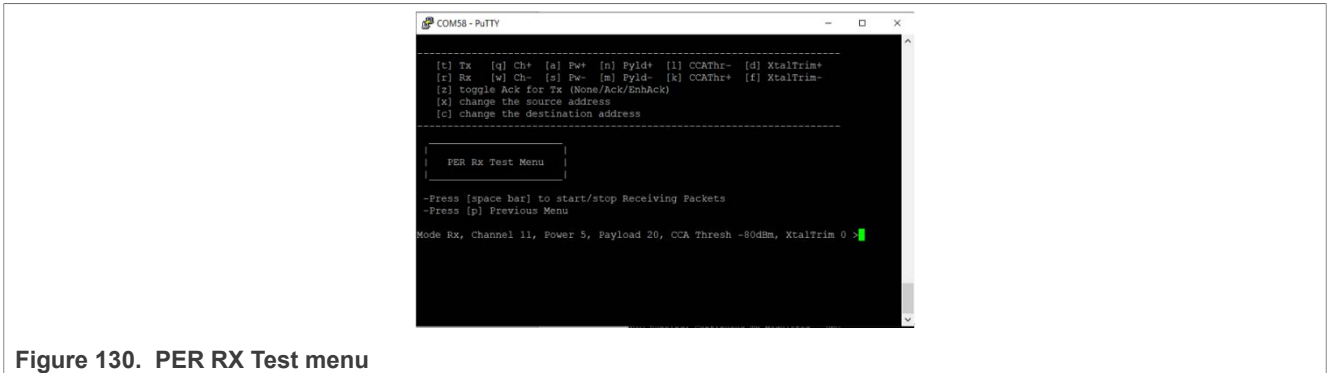 COM58 - PuTTY
[t] Tx [q] Ch+ [a] Pw+ [n] Pyld+ [l] CCAThr- [d] XtalTrim+
[r] Rx [w] Ch- [s] Pw- [m] Pyld- [k] CCAThr+ [f] XtalTrim-
[z] toggle Ack for Tx (None/Ack/EnhAck)
[x] change the source address
[c] change the destination address
PER Rx Test Menu
-Press [space bar] to start/stop Receiving Packets
-Press [p] Previous Menu
Mode Rx, Channel 11, Power 5, Payload 20, CCA Thresh -80dBm, XtalTrim 0 >
Figure 130. PER RX Test menu